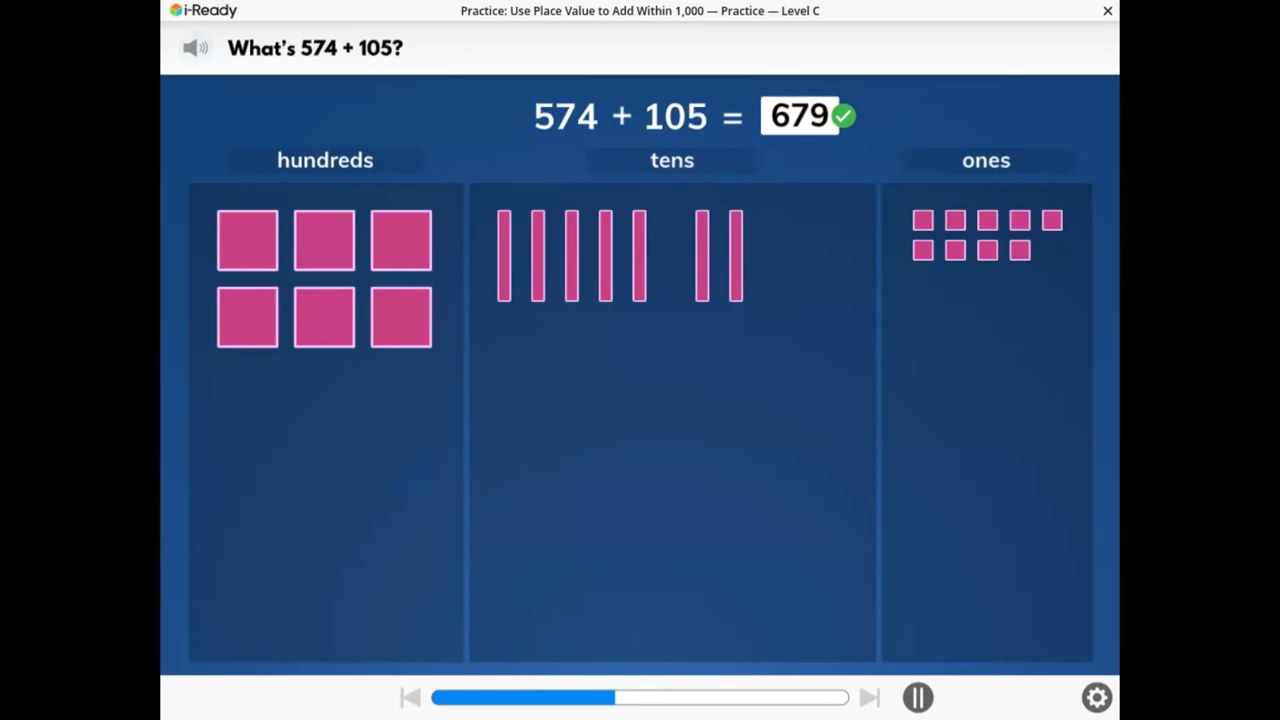 i-Ready
Practice: Use Place Value to Add Within 1,000 — Practice — Level C
What's 574 + 105?
574 + 105 = 679
hundreds
tens
ones